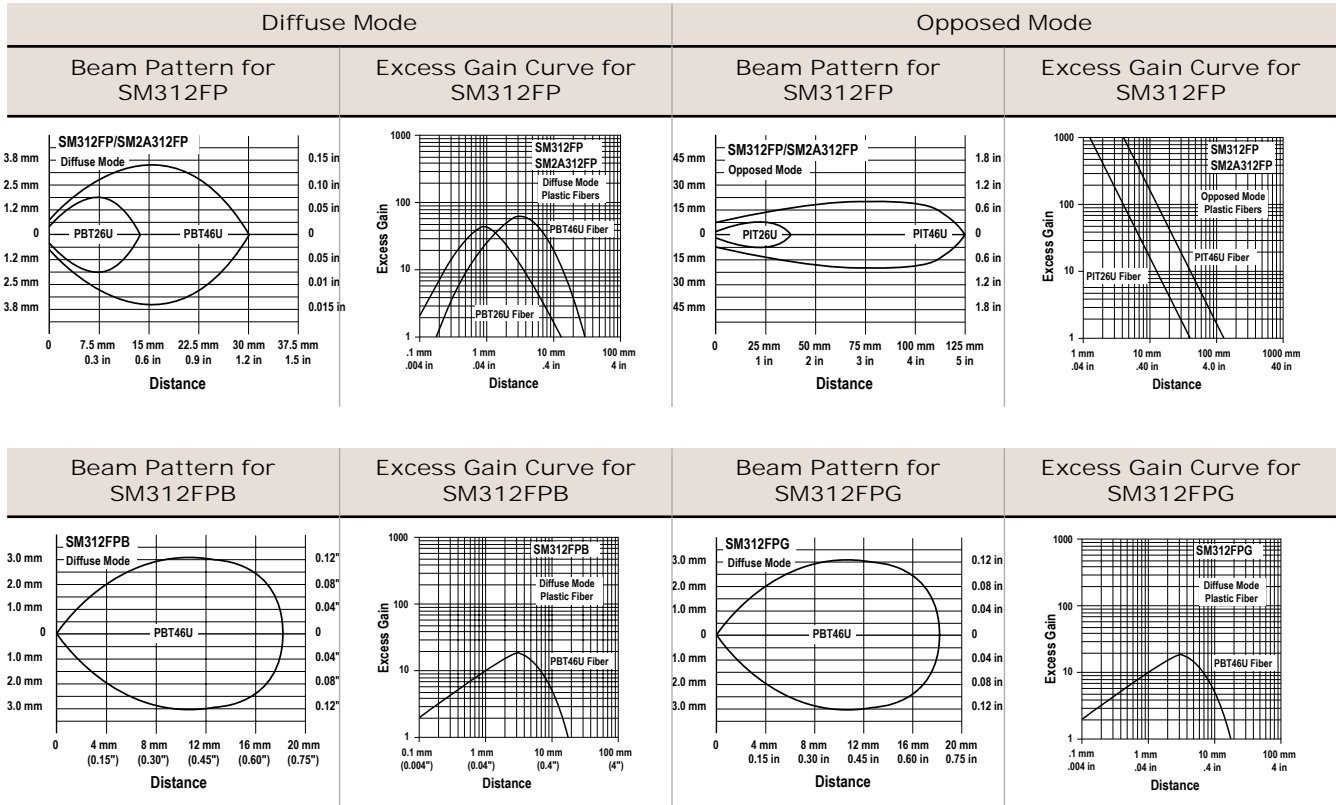 Diffuse Mode
Opposed Mode
Beam Pattern for
SM312FP
Excess Gain Curve for
SM312FP
Beam Pattern for
SM312FP
Excess Gain Curve for
SM312FP
SM312FP/SM2A312FP
Diffuse Mode
3.8 mm
2.5 mm
1.2 mm
0
1.2 mm
2.5 mm
3.8 mm
0.15 in
0.10 in
0.05 in
0
0.05 in
0.01 in
0.015 in
PBT26U
PBT46U
0 7.5 mm 15 mm 22.5 mm 30 mm 37.5 mm
0.3 in 0.6 in 0.9 in 1.2 in 1.5 in
Distance
1000
100
10
1
Excess Gain
SM312FP
SM2A312FP
Diffuse Mode
Plastic Fibers
PBT46U Fiber
PBT26U Fiber
.1 mm 1 mm 10 mm 100 mm
.004 in .04 in .4 in 4 in
Distance
SM312FP/SM2A312FP
Opposed Mode
45 mm
30 mm
15 mm
0
15 mm
30 mm
45 mm
1.8 in
1.2 in
0.6 in
0
0.6 in
1.2 in
1.8 in
PIT26U
PIT46U
0 25 mm 50 mm 75 mm 100 mm 125 mm
1 in 2 in 3 in 4 in 5 in
Distance
1000
100
10
1
Excess Gain
SM312FP
SM2A312FP
Opposed Mode
Plastic Fibers
PIT46U Fiber
PIT26U Fiber
1 mm 10 mm 100 mm 1000 mm
.04 in .40 in 4.0 in 40 in
Distance
Beam Pattern for
SM312FPB
Excess Gain Curve for
SM312FPB
Beam Pattern for
SM312FPG
Excess Gain Curve for
SM312FPG
SM312FPB
Diffuse Mode
3.0 mm
2.0 mm
1.0 mm
0
1.0 mm
2.0 mm
3.0 mm
0.12"
0.08"
0.04"
0
0.04"
0.08"
0.12"
PBT46U
0 4 mm 8 mm 12 mm 16 mm 20 mm
(0.15") (0.30") (0.45") (0.60") (0.75")
Distance
1000
100
10
1
Excess Gain
SM312FPB
Diffuse Mode
Plastic Fiber
PBT46U Fiber
0.1 mm 1 mm 10 mm 100 mm
(0.004") (0.04") (0.4") (4")
Distance
SM312FPG
Diffuse Mode
3.0 mm
2.0 mm
1.0 mm
0
1.0 mm
2.0 mm
3.0 mm
0.12 in
0.08 in
0.04 in
0
0.04 in
0.08 in
0.12 in
PBT46U
0 4 mm 8 mm 12 mm 16 mm 20 mm
0.15 in 0.30 in 0.45 in 0.60 in 0.75 in
Distance
1000
100
10
1
Excess Gain
SM312FPG
Diffuse Mode
Plastic Fiber
PBT46U Fiber
.1 mm 1 mm 10 mm 100 mm
.004 in .04 in .4 in 4 in
Distance